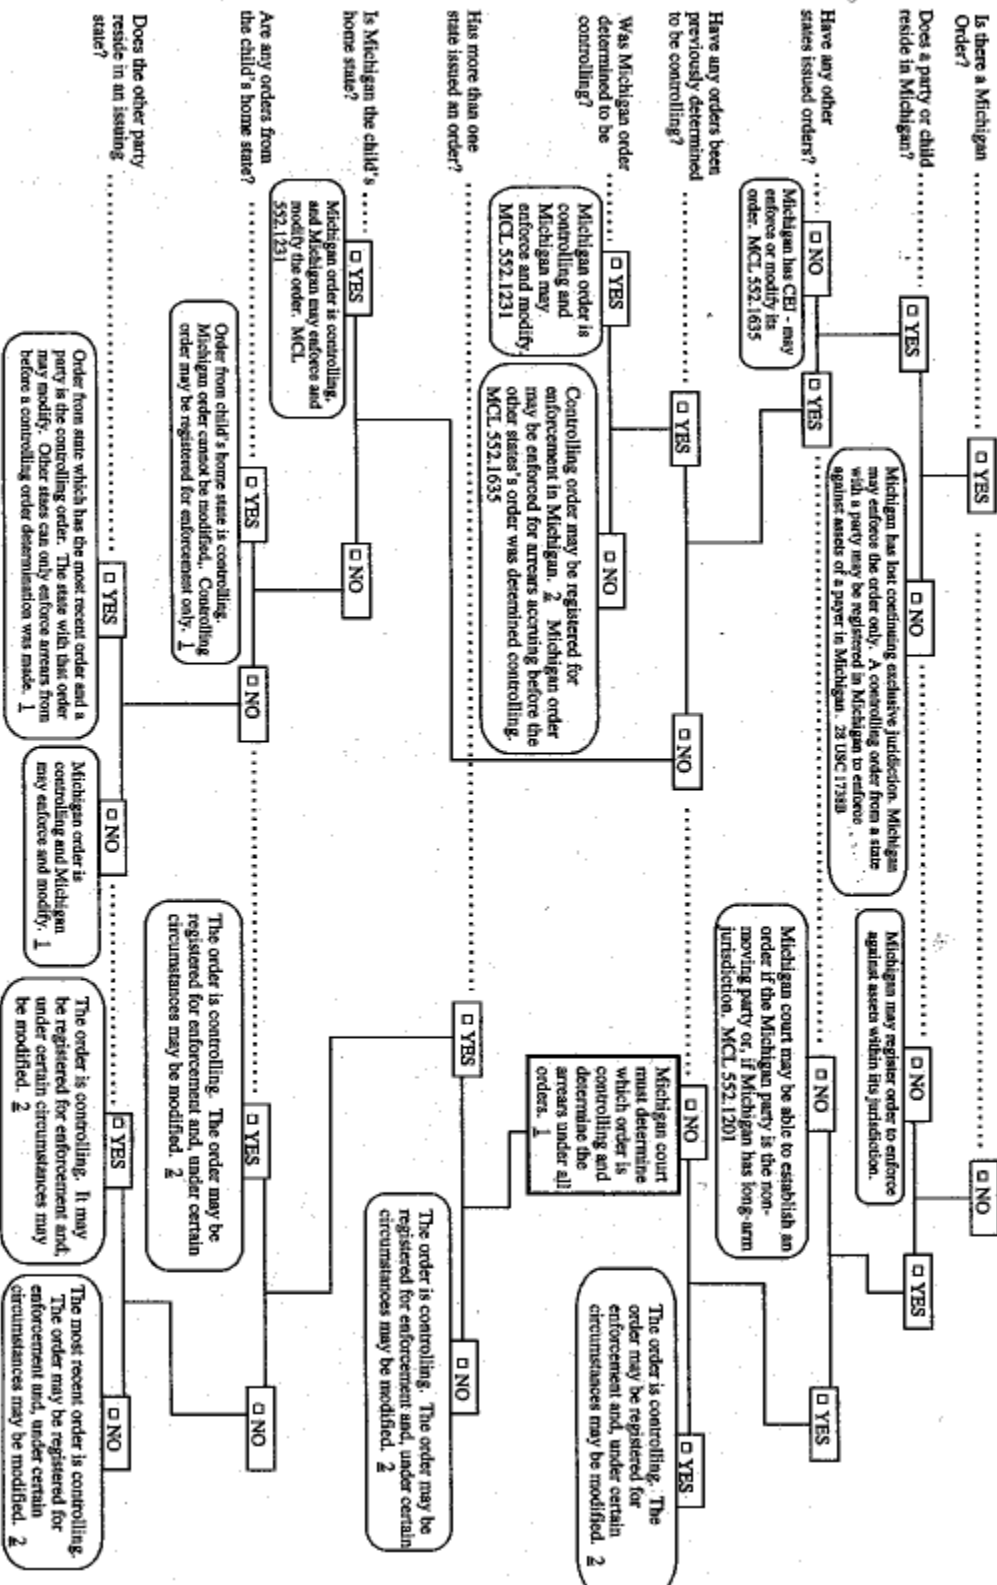 Is there a Michigan
Order?
□ YES
□ NO
Does a party or child
reside in Michigan?
□ YES
□ NO
□ NO
□ YES
Michigan has lost continuing exclusive juridiction. Michigan
may enforce the order only. A controlling order from a state
with a party may be registered in Michigan to enforce
against assets of a payer in Michigan. 28 USC 1738B
Michigan may register order to enforce
against assets within its jurisdiction.
Have any other
states issued orders?
□ NO
□ YES
□ NO
□ YES
Michigan has CEJ - may
enforce or modify its
order. MCL 552.1635
Michigan court may be able to establish an
order if the Michigan party is the non-
moving party or, if Michigan has long-arm
jurisdiction. MCL 552.1201
Have any orders been
previously determined
to be controlling?
□ YES
□ NO
□ NO
□ YES
Michigan court
must determine
which order is
controlling and
determine the
arrears under all
orders. 1
The order is controlling. The
order may be registered for
enforcement and, under certain
circumstances may be modified. 2
Was Michigan order
determined to be
controlling?
□ YES
□ NO
Michigan order is
controlling and
Michigan may
enforce and modify.
MCL 552.1231
Controlling order may be registered for
enforcement in Michigan. 2 Michigan order
may be enforced for arrears accruing before the
other states's order was determined controlling.
MCL 552.1635
Has more than one
state issued an order?
□ YES
□ NO
The order is controlling. The order may be
registered for enforcement and, under certain
circumstances may be modified. 2
Is Michigan the child's
home state?
□ YES
□ NO
Michigan order is controlling,
and Michigan may enforce and
modify the order. MCL
552.1231
Are any orders from
the child's home state?
□ YES
□ NO
□ YES
□ NO
Order from child's home state is controlling.
Michigan order cannot be modified,. Controlling
order may be registered for enforcement only. 1
The order is controlling. The order may be
registered for enforcement and, under certain
circumstances may be modified. 2
Does the other party
reside in an issuing
state?
□ YES
□ NO
□ YES
□ NO
Order from state which has the most recent order and a
party is the controlling order. The state with that order
may modify. Other staes can only enforce arrears from
before a controlling order determination was made. 1
Michigan order is
controlling and Michigan
may enforce and modify. 1
The order is controlling. It may
be registered for enforcement and,
under certain circumstances may
be modified. 2
The most recent order is controlling.
The order may be registered for
enforcement and, under certain
circumstances may be modified. 2